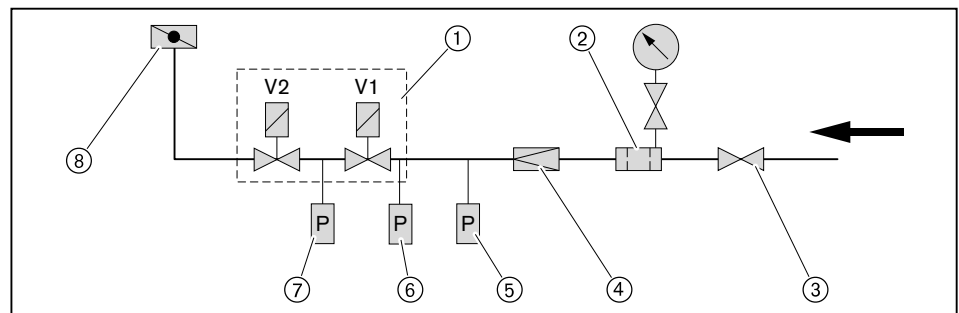 ① ②
V2 V1
⑧
P P P
⑦ ⑥ ⑤ ④ ③